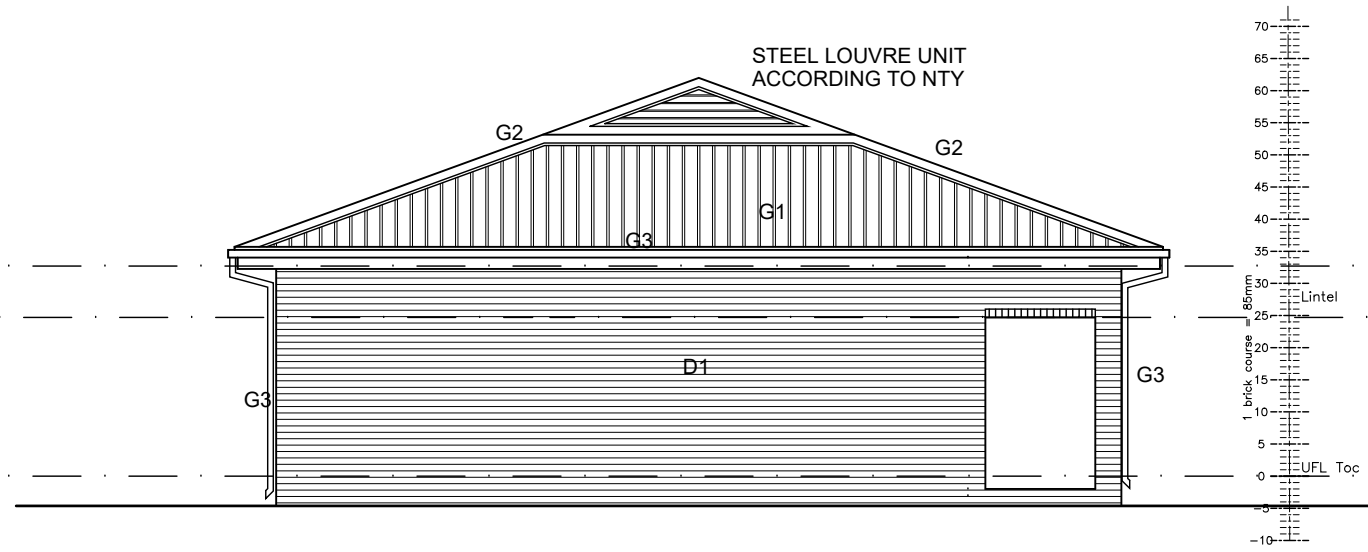 STEEL LOUVRE UNIT
ACCORDING TO NTY
G2
G2
G1
G3
D1
G3
G3
1 brick course = 85mm
70
65
60
55
50
45
40
35
30
25
20
15
10
5
0
-5
-10
Lintel
UFL Toc